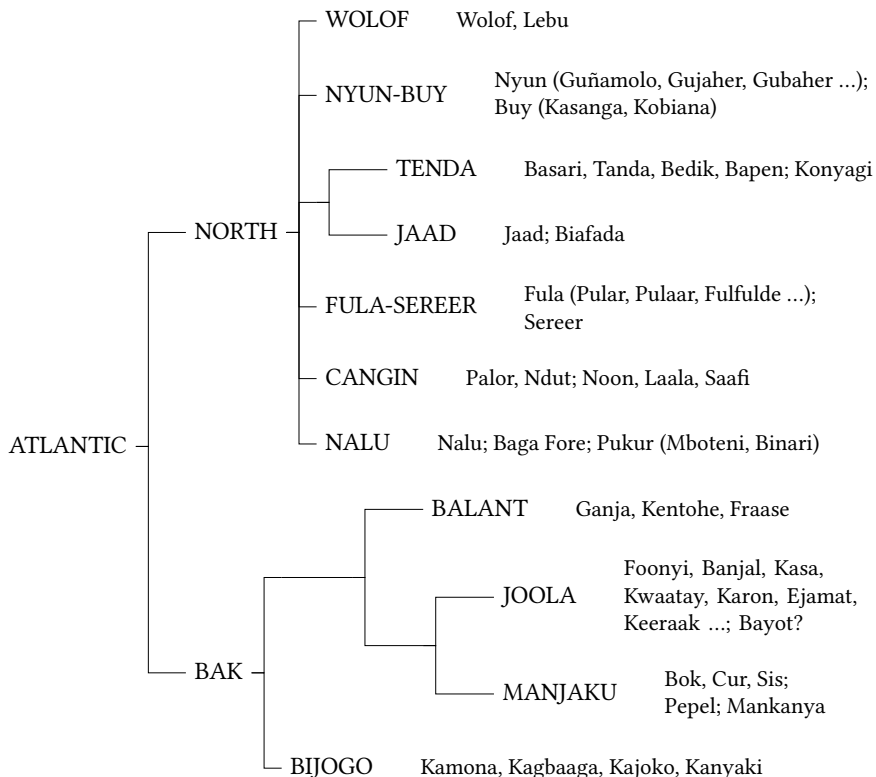 WOLOF Wolof, Lebu
NYUN-BUY Nyun (Guñamolo, Gujaher, Gubaher ...);
Buy (Kasanga, Kobiana)
TENDA Basari, Tanda, Bedik, Bapen; Konyagi
NORTH
JAAD Jaad; Biafada
FULA-SEREER Fula (Pular, Pulaar, Fulfulde ...);
Sereer
CANGIN Palor, Ndut; Noon, Laala, Saafi
ATLANTIC
NALU Nalu; Baga Fore; Pukur (Mboteni, Binari)
BALANT Ganja, Kentohe, Fraase
JOOLA Foonyi, Banjal, Kasa,
Kwaatay, Karon, Ejamat,
Keeraak ...; Bayot?
BAK
MANJAKU Bok, Cur, Sis;
Pepel; Mankanya
BIJOGO Kamona, Kagbaaga, Kajoko, Kanyaki